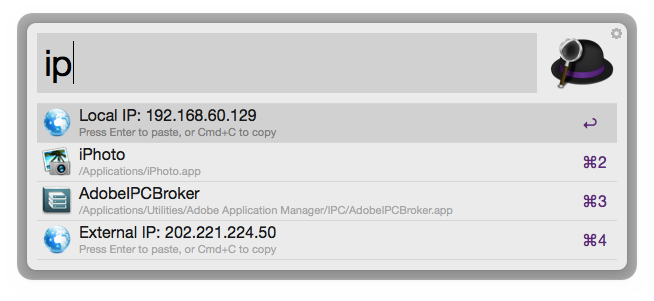 ip
Local IP: 192.168.60.129
Press Enter to paste, or Cmd+C to copy
↩
iPhoto
/Applications/iPhoto.app
⌘2
AdobeIPCBroker
/Applications/Utilities/Adobe Application Manager/IPC/AdobeIPCBroker.app
⌘3
External IP: 202.221.224.50
Press Enter to paste, or Cmd+C to copy
⌘4